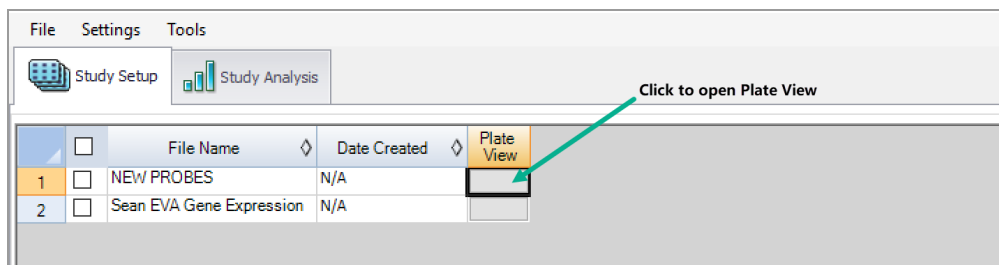 File Settings Tools
Study Setup Study Analysis
Click to open Plate View
File Name Date Created Plate View
1 NEW PROBES N/A
2 Sean EVA Gene Expression N/A